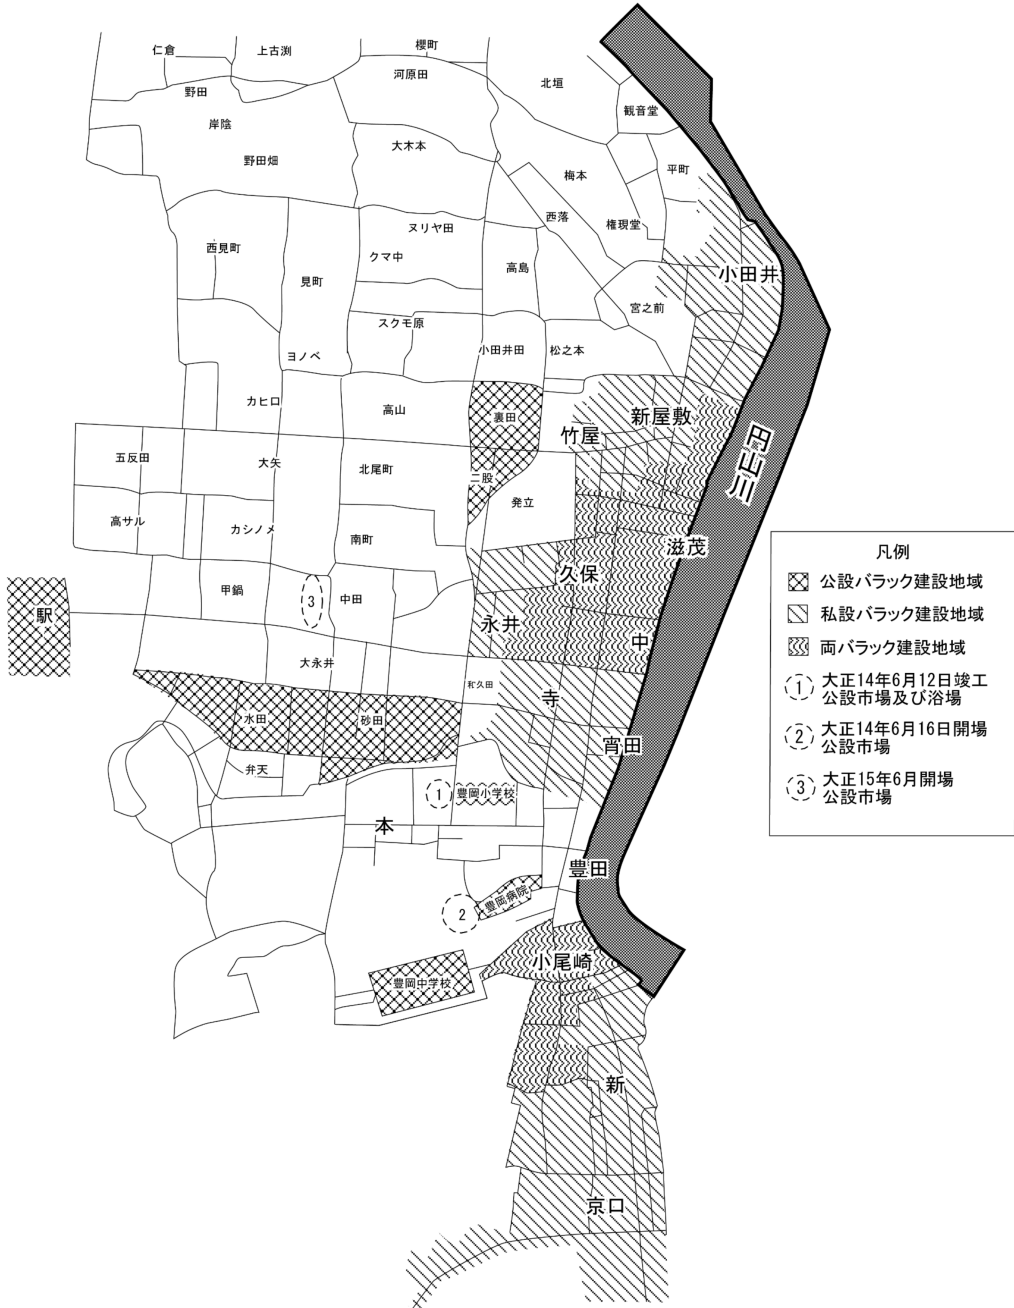 仁倉
上古渕
櫻町
河原田
北垣
野田
観音堂
岸陰
大木本
野田畑
梅本
平町
西落
権現堂
ヌリヤ田
西見町
クマ中
高島
小田井
見町
宮之前
スクモ原
ヨノベ
小田井田
松之本
カヒロ
高山
裏田
新屋敷
竹屋
円山川
五反田
大矢
北尾町
二股
発立
高サル
カシノメ
南町
滋茂
久保
甲鍋
3
中田
駅
永井
中
大永井
和久田
寺
水田
砂田
宵田
弁天
1
豊岡小学校
本
豊田
豊岡病院
2
小尾崎
豊岡中学校
新
京口
凡例
公設バラック建設地域
私設バラック建設地域
両バラック建設地域
1
大正14年6月12日竣工
公設市場及び浴場
2
大正14年6月16日開場
公設市場
3
大正15年6月開場
公設市場